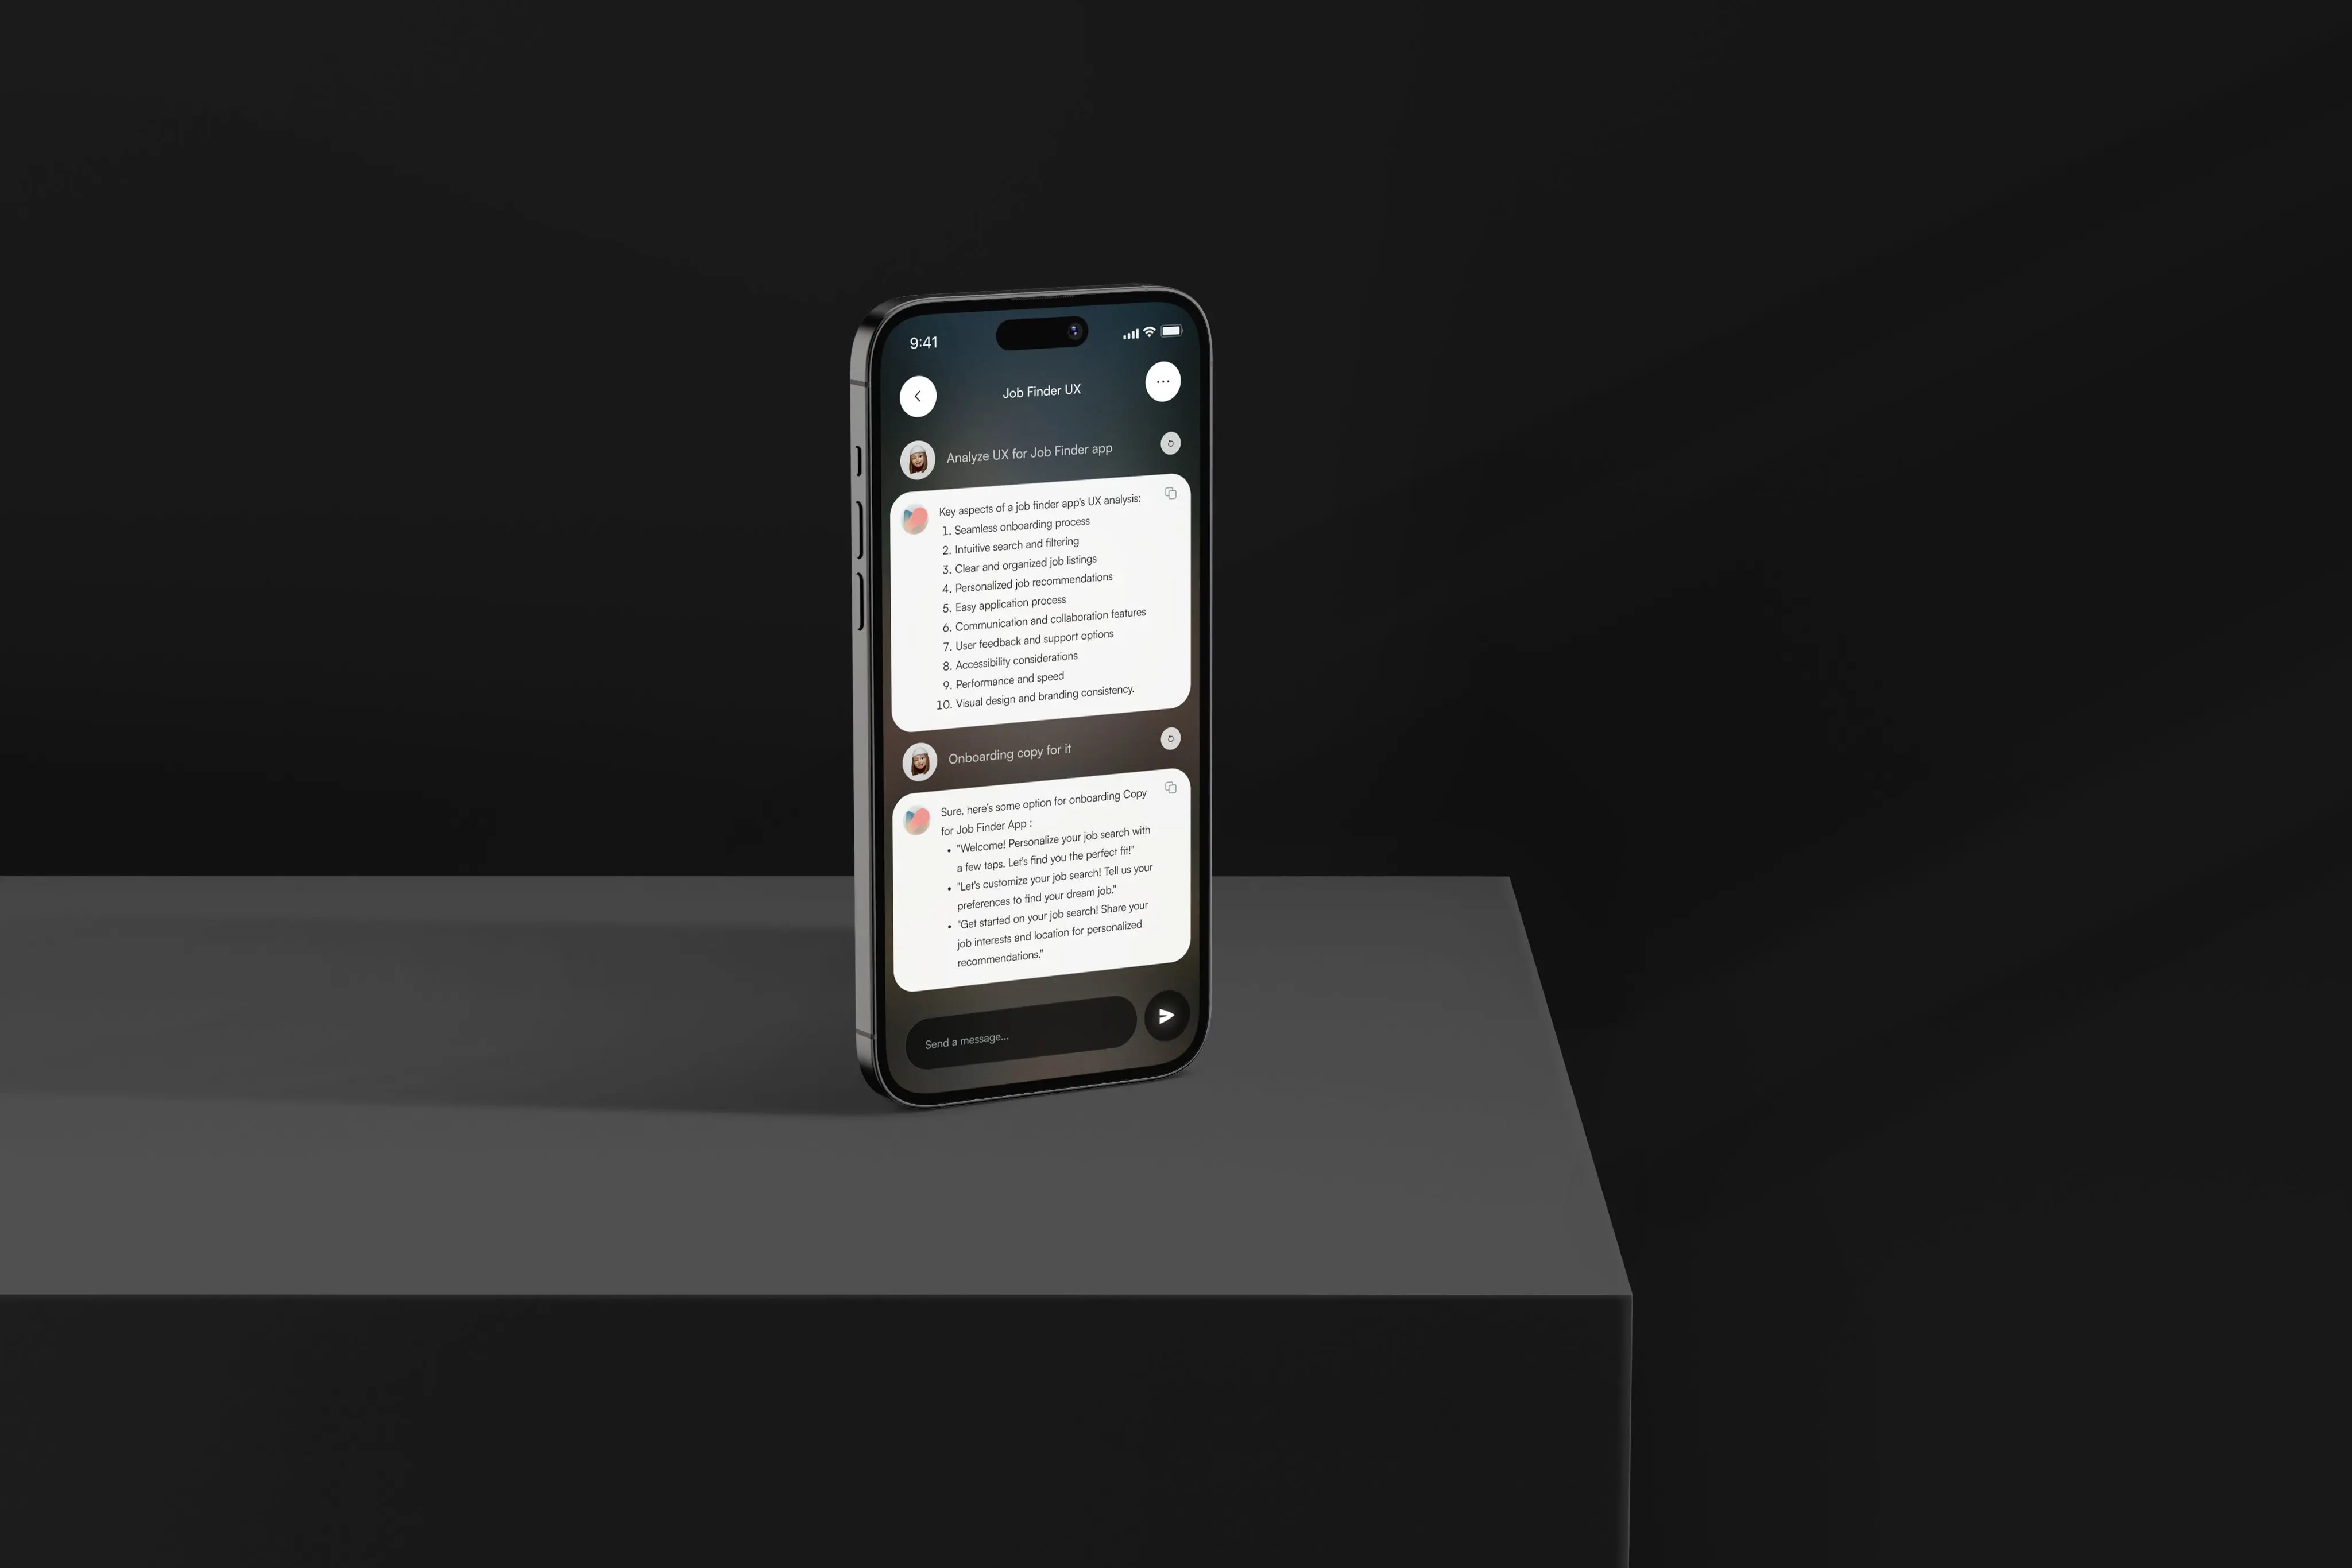 9:41
Job Finder UX
Analyze UX for Job Finder app
Key aspects of a job finder app's UX analysis:
1. Seamless onboarding process
2. Intuitive search and filtering
3. Clear and organized job listings
4. Personalized job recommendations
5. Easy application process
6. Communication and collaboration features
7. User feedback and support options
8. Accessibility considerations
9. Performance and speed
10. Visual design and branding consistency.
Onboarding copy for it
Sure, here's some option for onboarding Copy
for Job Finder App :
• "Welcome! Personalize your job search with
a few taps. Let's find you the perfect fit!"
• "Let's customize your job search! Tell us your
preferences to find your dream job."
• "Get started on your job search! Share your
job interests and location for personalized
recommendations."
Send a message...